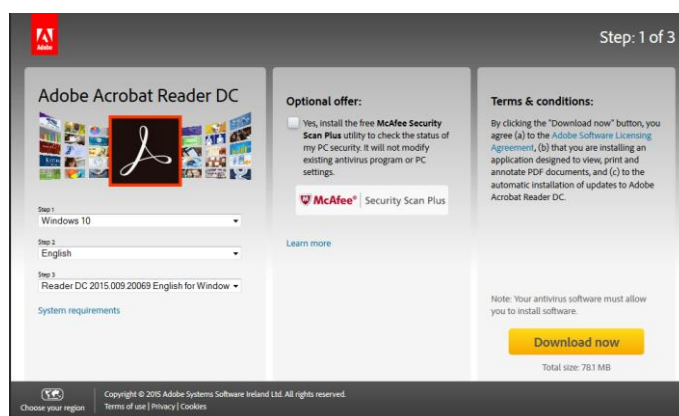 Adobe
Step: 1 of 3
Adobe Acrobat Reader DC
Step 1
Windows 10
Step 2
English
Step 3
Reader DC 2015.009.20069 English for Window
System requirements
Optional offer:
Yes, install the free McAfee Security
Scan Plus utility to check the status of
my PC security. It will not modify
existing antivirus program or PC
settings.
McAfee® | Security Scan Plus
Learn more
Terms & conditions:
By clicking the "Download now" button, you
agree (a) to the Adobe Software Licensing
Agreement, (b) that you are installing an
application designed to view, print and
annotate PDF documents, and (c) to the
automatic installation of updates to Adobe
Acrobat Reader DC.
Note: Your antivirus software must allow
you to install software.
Download now
Total size: 78.1 MB
Choose your region
Copyright © 2015 Adobe Systems Software Ireland Ltd. All rights reserved.
Terms of use | Privacy | Cookies